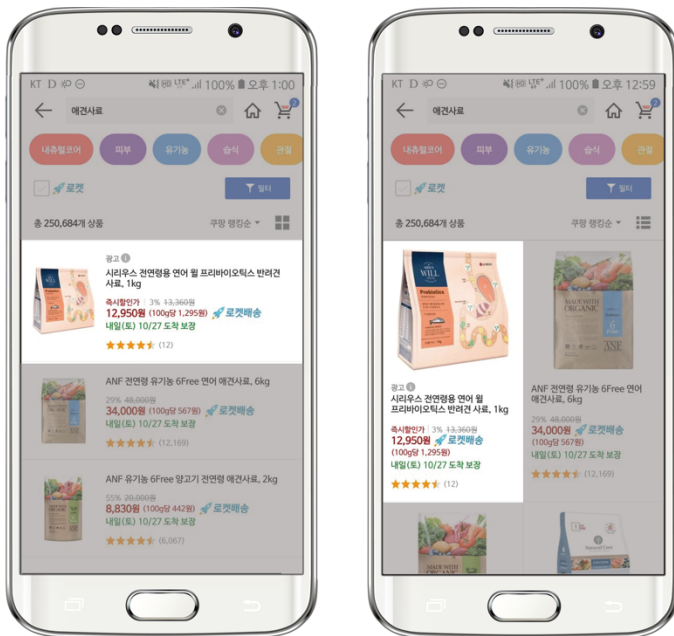 KT D LTE+ 100% 오후 1:00
애견사료
2
내츄럴코어 피부 유기농 습식 관절
로켓
필터
총 250,684개 상품 쿠팡 랭킹순
광고
시리우스 전연령용 연어 윌 프리바이오틱스 반려견
사료, 1kg
즉시할인가 3% 13,360원
12,950원 (100g당 1,295원) 로켓배송
내일(토) 10/27 도착 보장
(12)
ANF 전연령 유기농 6Free 연어 애견사료, 6kg
29% 48,000원
34,000원 (100g당 567원) 로켓배송
내일(토) 10/27 도착 보장
(12,169)
ANF 유기농 6Free 양고기 전연령 애견사료, 2kg
55% 20,000원
8,830원 (100g당 442원) 로켓배송
내일(토) 10/27 도착 보장
(6,067)
KT D LTE+ 100% 오후 12:59
애견사료
2
내츄럴코어 피부 유기농 습식 관절
로켓
필터
총 250,684개 상품 쿠팡 랭킹순
WILL
Probiotics
광고
시리우스 전연령용 연어 윌
프리바이오틱스 반려견 사료, 1kg
즉시할인가 3% 13,360원
12,950원 로켓배송
(100g당 1,295원)
내일(토) 10/27 도착 보장
(12)
MADE WITH
ORGANIC
6
ANF
ANF 전연령 유기농 6Free 연어
애견사료, 6kg
29% 48,000원
34,000원 로켓배송
(100g당 567원)
내일(토) 10/27 도착 보장
(12,169)
MADE WITH
ORGANIC
Natural Core